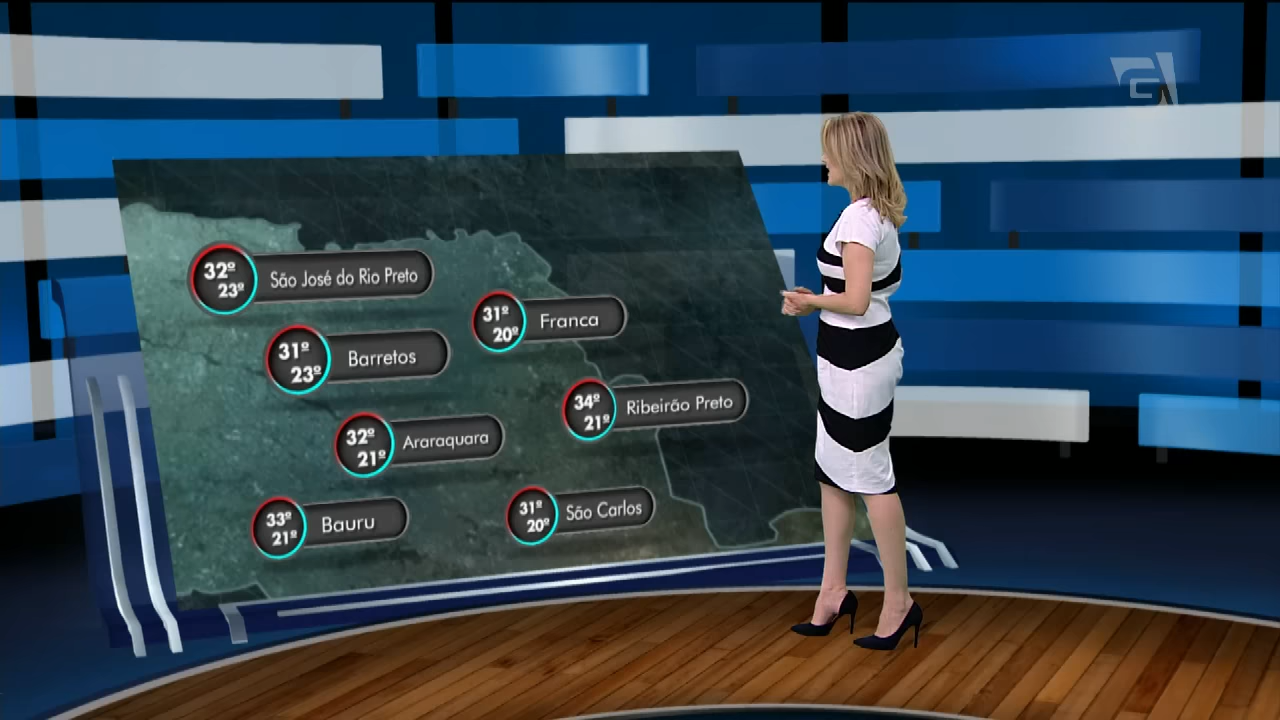 32º
23º
São José do Rio Preto
31º
20º
Franca
31º
23º
Barretos
34º
21º
Ribeirão Preto
32º
21º
Araraquara
33º
21º
Bauru
31º
20º
São Carlos